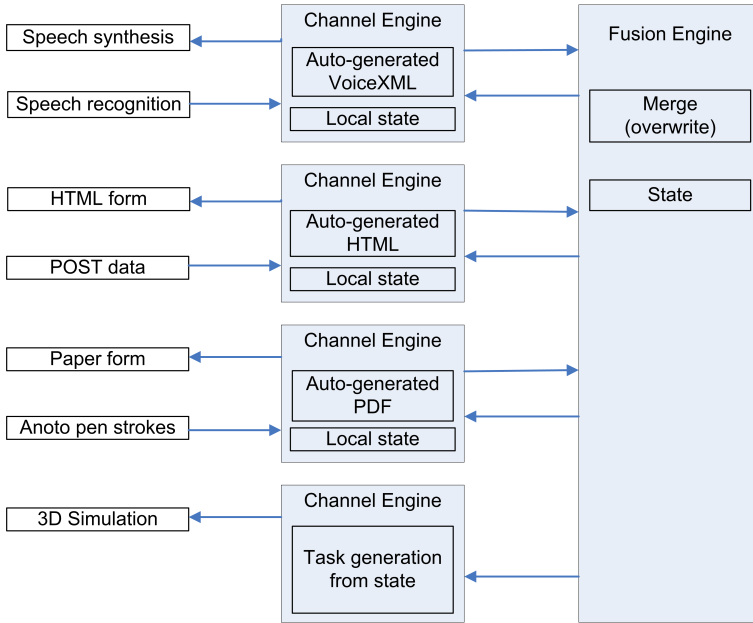 Speech synthesis
Speech recognition
Channel Engine
Auto-generated
VoiceXML
Local state
HTML form
POST data
Channel Engine
Auto-generated
HTML
Local state
Paper form
Anoto pen strokes
Channel Engine
Auto-generated
PDF
Local state
3D Simulation
Channel Engine
Task generation
from state
Fusion Engine
Merge
(overwrite)
State